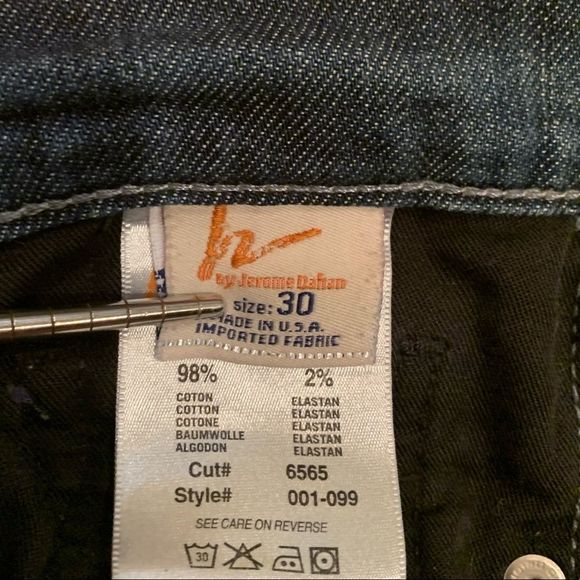 by Jerome Dahan
size: 30
MADE IN U.S.A.
IMPORTED FABRIC
98% 2%
COTON ELASTAN
COTTON ELASTAN
COTONE ELASTAN
BAUMWOLLE ELASTAN
ALGODON ELASTAN
Cut# 6565
Style# 001-099
SEE CARE ON REVERSE
30